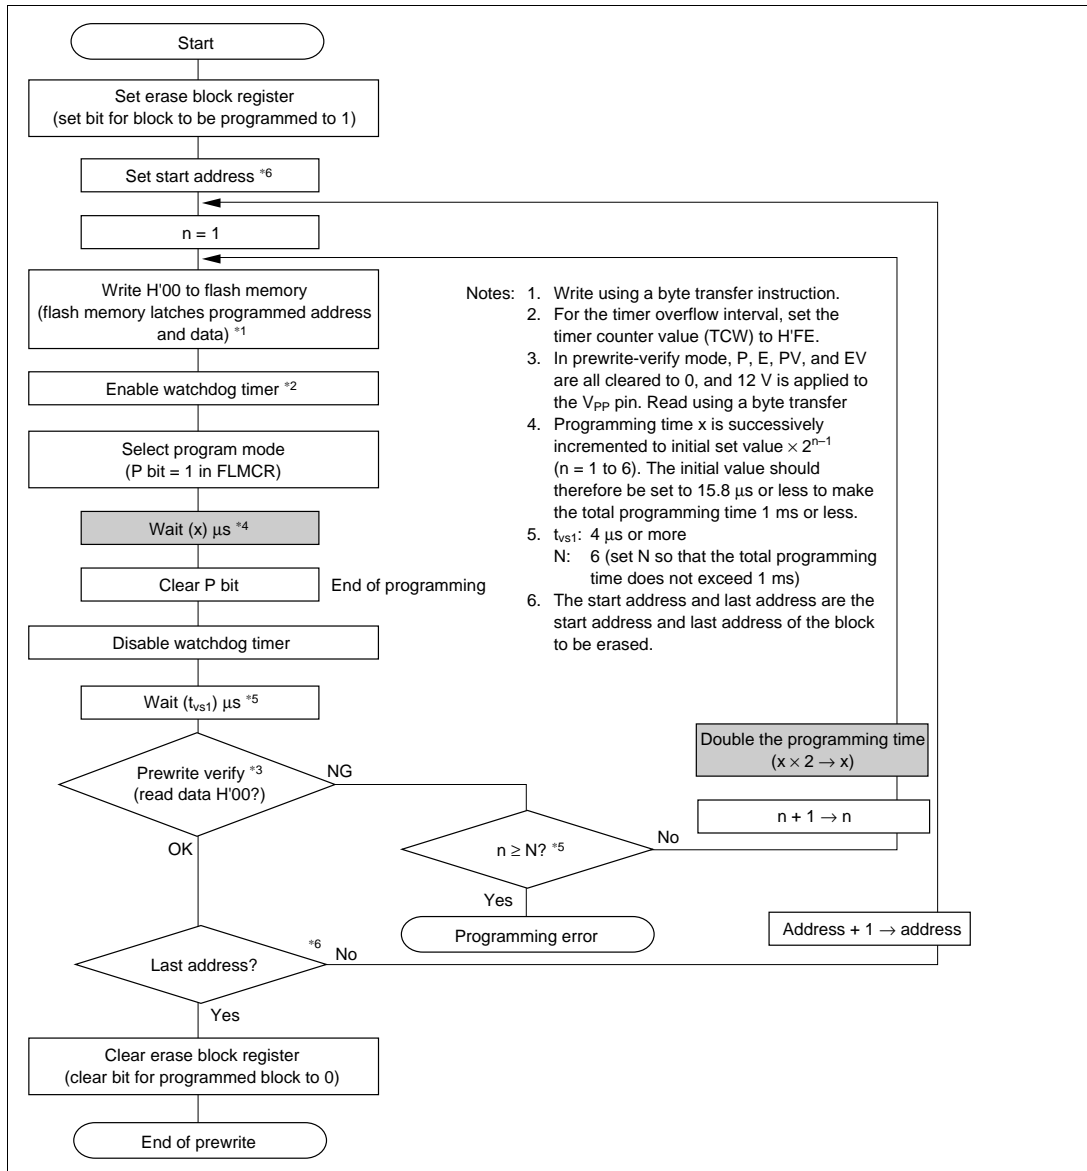 Start
Set erase block register
(set bit for block to be programmed to 1)
Set start address *6
n = 1
Write H'00 to flash memory
(flash memory latches programmed address
and data) *1
Enable watchdog timer *2
Select program mode
(P bit = 1 in FLMCR)
Wait (x) μs *4
Clear P bit
End of programming
Disable watchdog timer
Wait (tvs1) μs *5
Prewrite verify *3
(read data H'00?)
NG
OK
n ≥ N? *5
No
Yes
Programming error
Double the programming time
(x × 2 → x)
n + 1 → n
Address + 1 → address
Last address?
*6
No
Yes
Clear erase block register
(clear bit for programmed block to 0)
End of prewrite
Notes: 1. Write using a byte transfer instruction.
2. For the timer overflow interval, set the
timer counter value (TCW) to H'FE.
3. In prewrite-verify mode, P, E, PV, and EV
are all cleared to 0, and 12 V is applied to
the VPP pin. Read using a byte transfer
4. Programming time x is successively
incremented to initial set value × 2n–1
(n = 1 to 6). The initial value should
therefore be set to 15.8 μs or less to make
the total programming time 1 ms or less.
5. tvs1: 4 μs or more
N: 6 (set N so that the total programming
time does not exceed 1 ms)
6. The start address and last address are the
start address and last address of the block
to be erased.